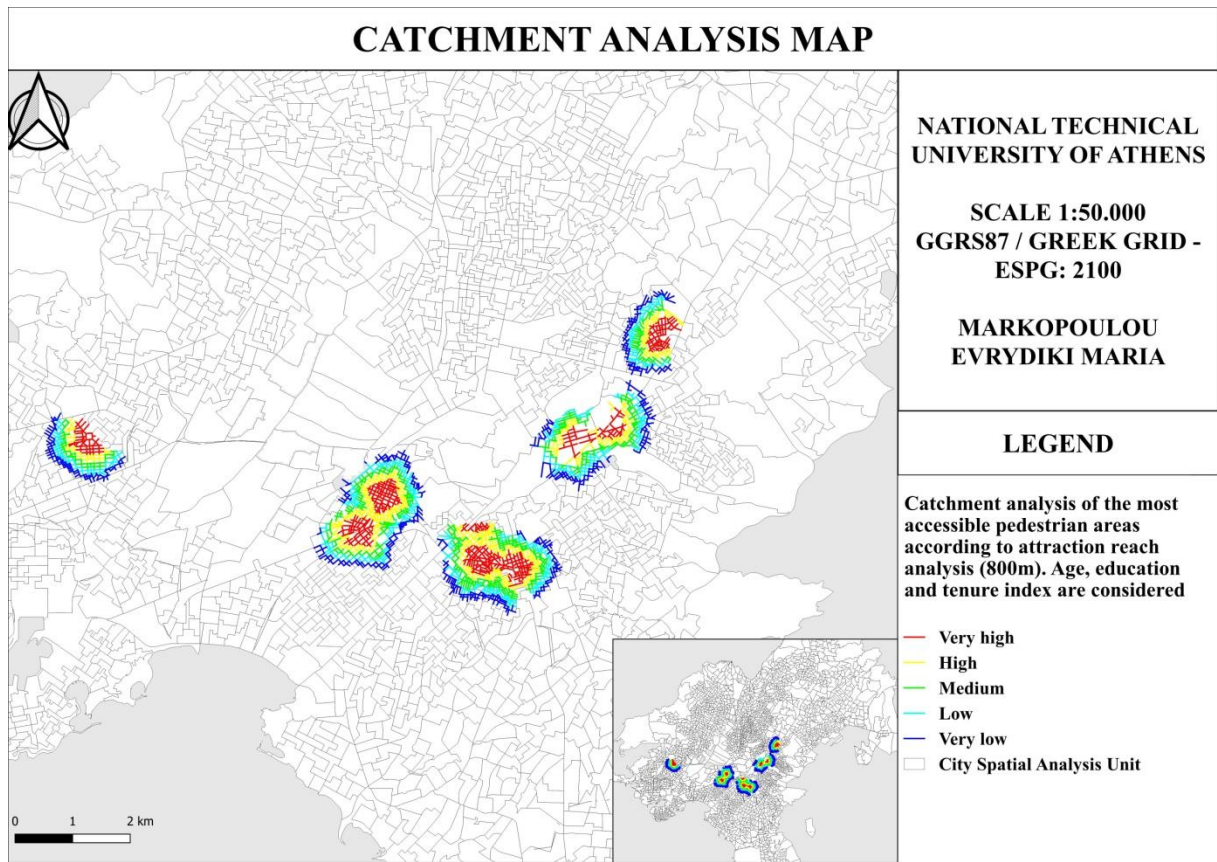 CATCHMENT ANALYSIS MAP
NATIONAL TECHNICAL
UNIVERSITY OF ATHENS
SCALE 1:50.000
GGRS87 / GREEK GRID -
ESPG: 2100
MARKOPOULOU
EVRYDIKI MARIA
LEGEND
Catchment analysis of the most
accessible pedestrian areas
according to attraction reach
analysis (800m). Age, education
and tenure index are considered
Very high
High
Medium
Low
Very low
City Spatial Analysis Unit
0 1 2 km